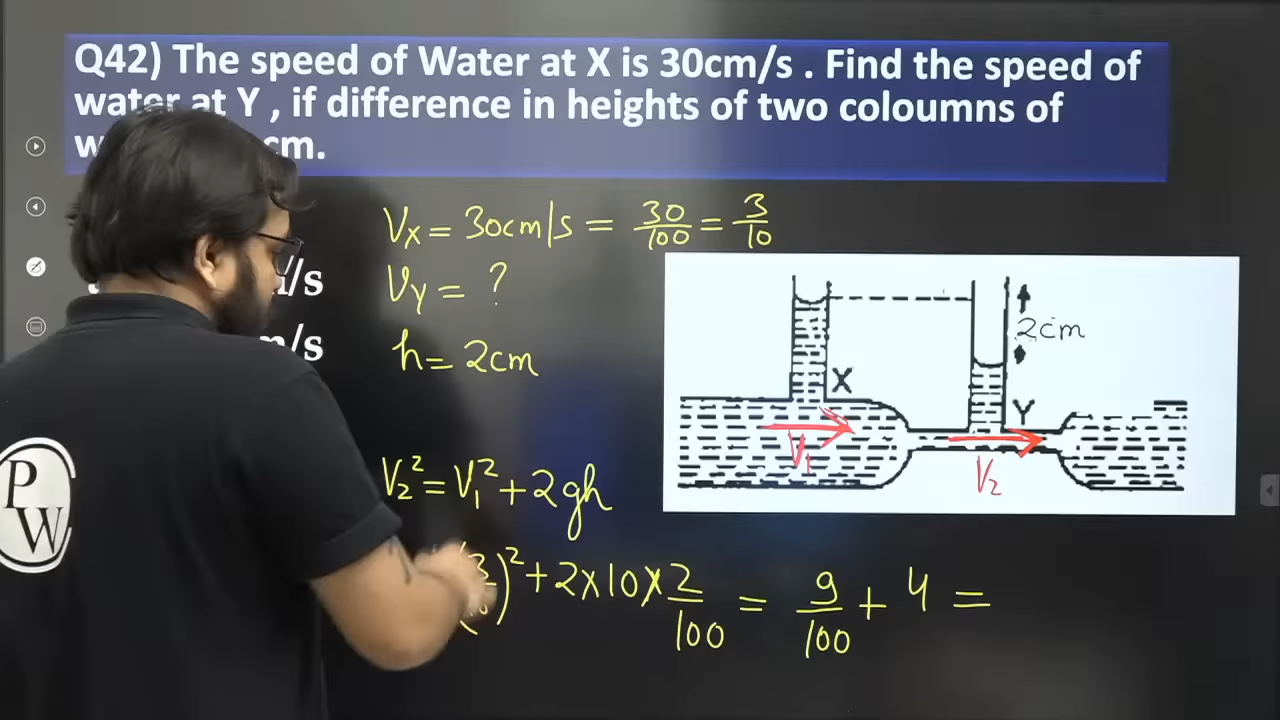 Q42) The speed of Water at X is 30cm/s . Find the speed of
water at Y , if difference in heights of two coloumns of
cm.
Vx = 30cm/s = 30/100 = 3/10
Vy = ?
/s
h = 2cm
/s
2cm
X
Y
V₁
V₂
V₂² = V₁² + 2gh
)² + 2×10×2/100 = 9/100 + 4 =
PW